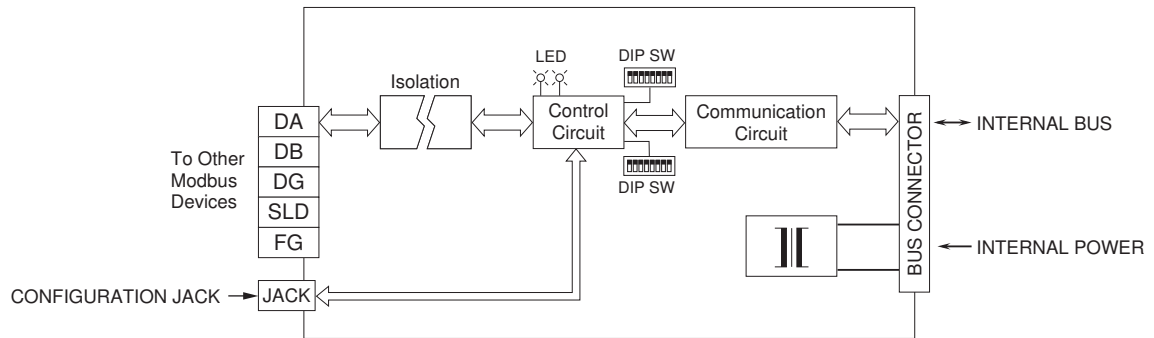 LED
DIP SW
Isolation
Control
Circuit
Communication
Circuit
DIP SW
To Other
Modbus
Devices
DA
DB
DG
SLD
FG
CONFIGURATION JACK
JACK
BUS CONNECTOR
INTERNAL BUS
INTERNAL POWER